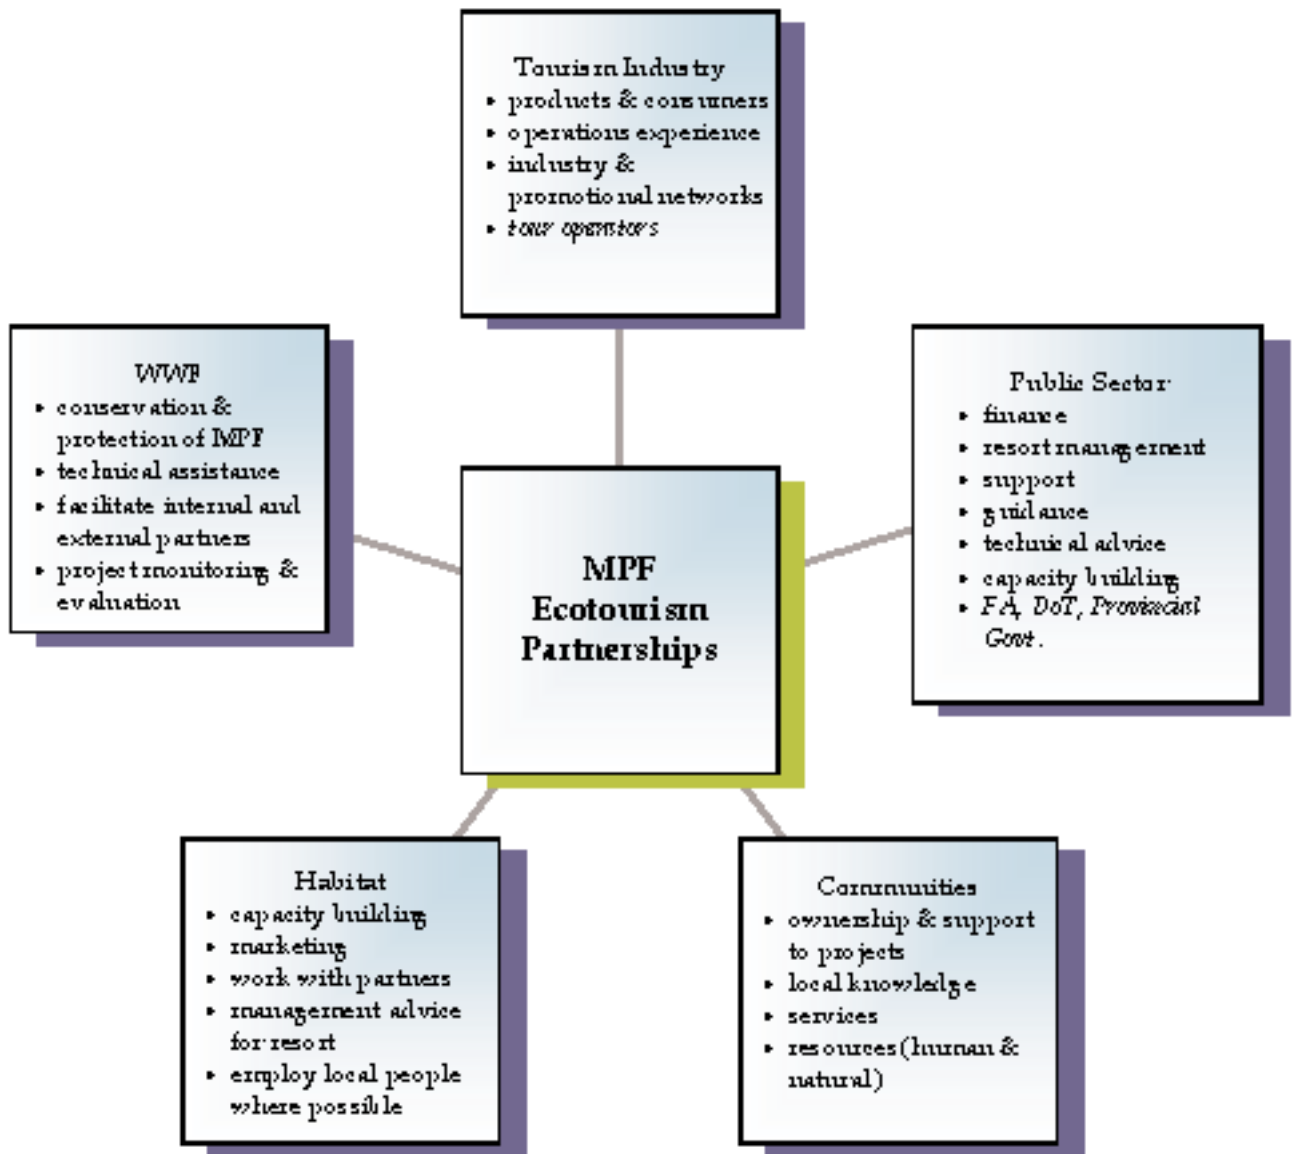 Tourism Industry
• products & consumers
• operations experience
• industry &
promotional networks
• tour operators
WWF
• conservation &
protection of MPF
• technical assistance
• facilitate internal and
external partners
• project monitoring &
evaluation
Public Sector
• finance
• resort management
• support
• guidance
• technical advice
• capacity building
• FA, DoT, Provincial
Govt.
MPF
Ecotourism
Partnerships
Habitat
• capacity building
• marketing
• work with partners
• management advice
for resort
• employ local people
where possible
Communities
• ownership & support
to projects
• local knowledge
• services
• resources (human &
natural)